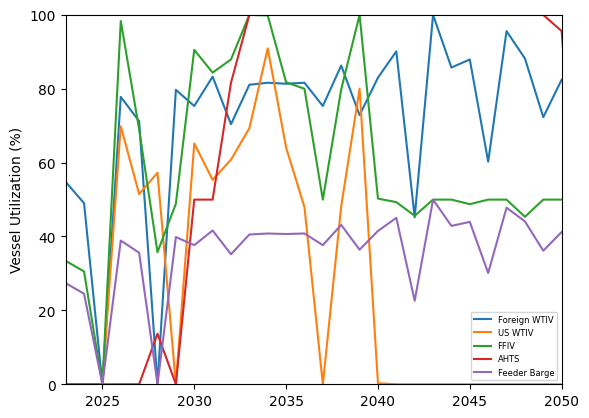 Vessel Utilization (%)
100
80
60
40
20
0
2025 2030 2035 2040 2045 2050
Foreign WTIV
US WTIV
FFIV
AHTS
Feeder Barge